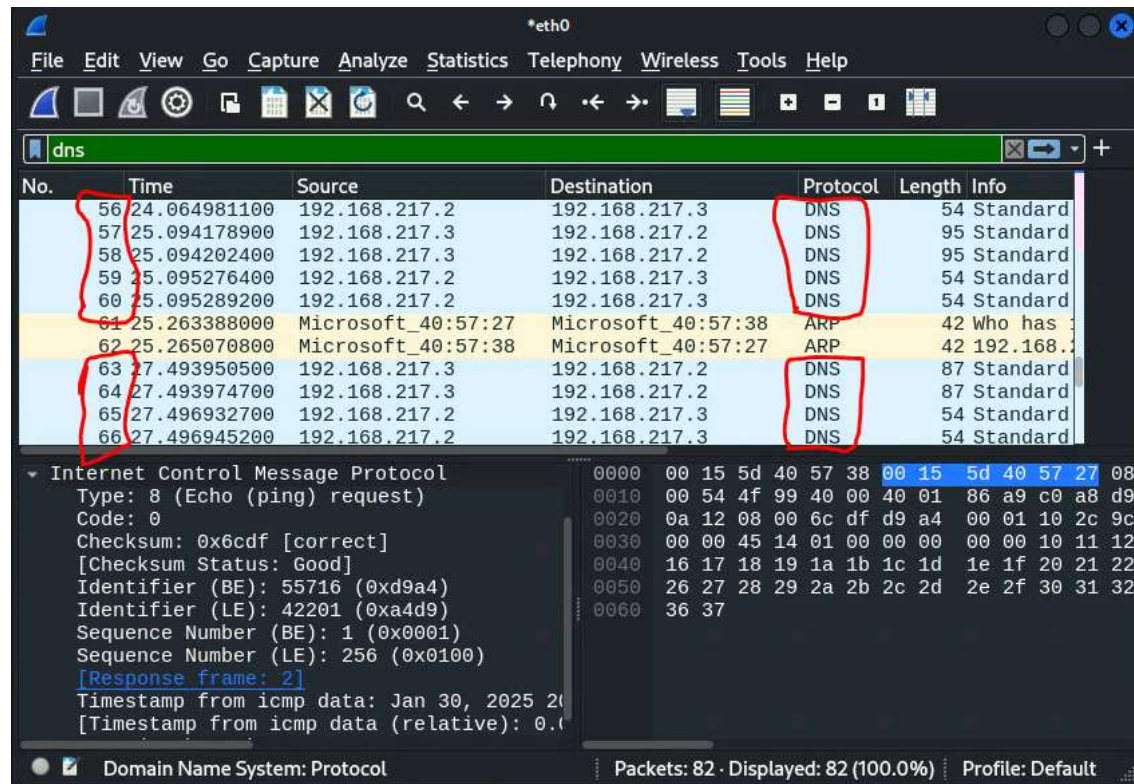 *eth0
File Edit View Go Capture Analyze Statistics Telephony Wireless Tools Help
dns
No. Time Source Destination Protocol Length Info
56 24.064981100 192.168.217.2 192.168.217.3 DNS 54 Standard
57 25.094178900 192.168.217.3 192.168.217.2 DNS 95 Standard
58 25.094202400 192.168.217.3 192.168.217.2 DNS 95 Standard
59 25.095276400 192.168.217.2 192.168.217.3 DNS 54 Standard
60 25.095289200 192.168.217.2 192.168.217.3 DNS 54 Standard
61 25.263388000 Microsoft_40:57:27 Microsoft_40:57:38 ARP 42 Who has
62 25.265070800 Microsoft_40:57:38 Microsoft_40:57:27 ARP 42 192.168.
63 27.493950500 192.168.217.3 192.168.217.2 DNS 87 Standard
64 27.493974700 192.168.217.3 192.168.217.2 DNS 87 Standard
65 27.496932700 192.168.217.2 192.168.217.3 DNS 54 Standard
66 27.496945200 192.168.217.2 192.168.217.3 DNS 54 Standard
Internet Control Message Protocol
Type: 8 (Echo (ping) request)
Code: 0
Checksum: 0x6cdf [correct]
[Checksum Status: Good]
Identifier (BE): 55716 (0xd9a4)
Identifier (LE): 42201 (0xa4d9)
Sequence Number (BE): 1 (0x0001)
Sequence Number (LE): 256 (0x0100)
[Response frame: 2]
Timestamp from icmp data: Jan 30, 2025
[Timestamp from icmp data (relative): 0.
0000 00 15 5d 40 57 38 00 15 5d 40 57 27 08
0010 00 54 4f 99 40 00 40 01 86 a9 c0 a8 d9
0020 0a 12 08 00 6c df d9 a4 00 01 10 2c 9c
0030 00 00 45 14 01 00 00 00 00 00 10 11 12
0040 16 17 18 19 1a 1b 1c 1d 1e 1f 20 21 22
0050 26 27 28 29 2a 2b 2c 2d 2e 2f 30 31 32
0060 36 37
Domain Name System: Protocol Packets: 82 · Displayed: 82 (100.0%) Profile: Default